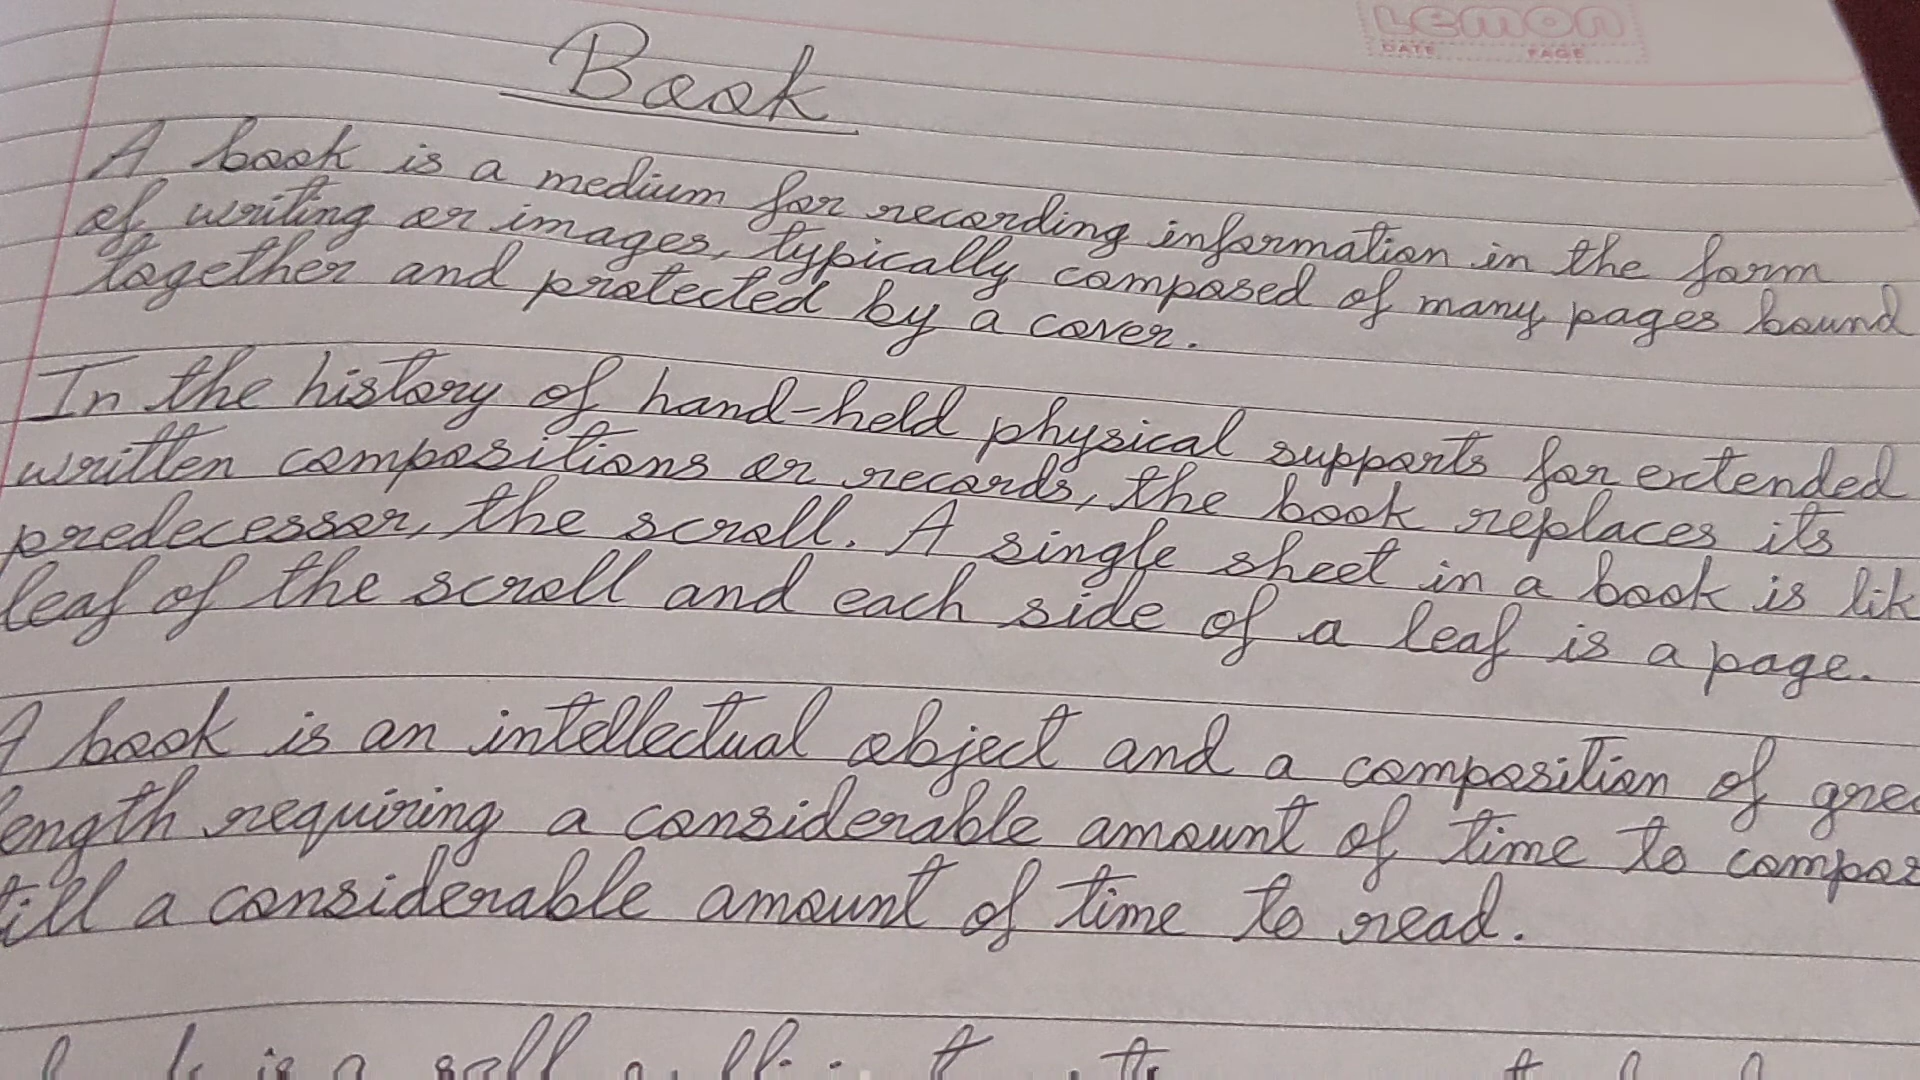 LEMON
DATE PAGE
Book
A book is a medium for recording information in the form
of writing or images, typically composed of many pages bound
together and protected by a cover.
In the history of hand-held physical supports for extended
written compositions or records, the book replaces its
predecessor, the scroll. A single sheet in a book is lik
leaf of the scroll and each side of a leaf is a page.
A book is an intellectual object and a composition of grea
length requiring a considerable amount of time to compos
till a considerable amount of time to read.